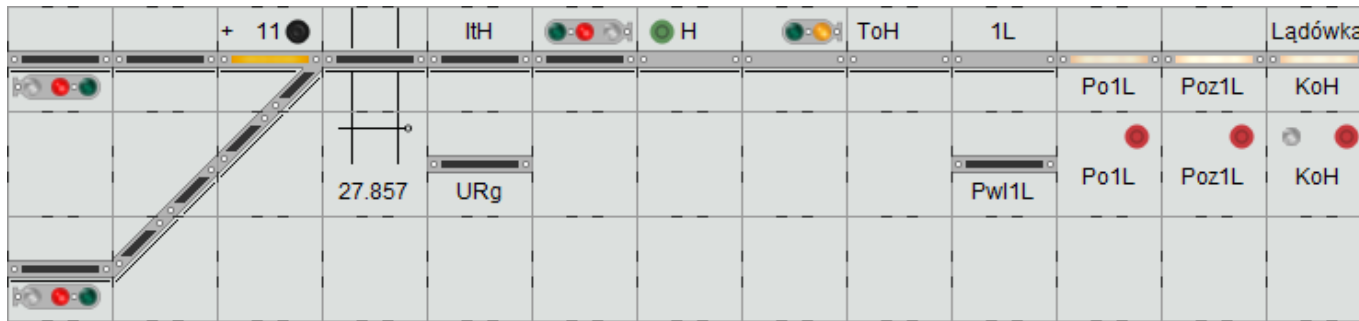 + 11 ItH H ToH 1L Lądówka
Po1L Poz1L KoH
27.857 URg Pwl1L Po1L Poz1L KoH